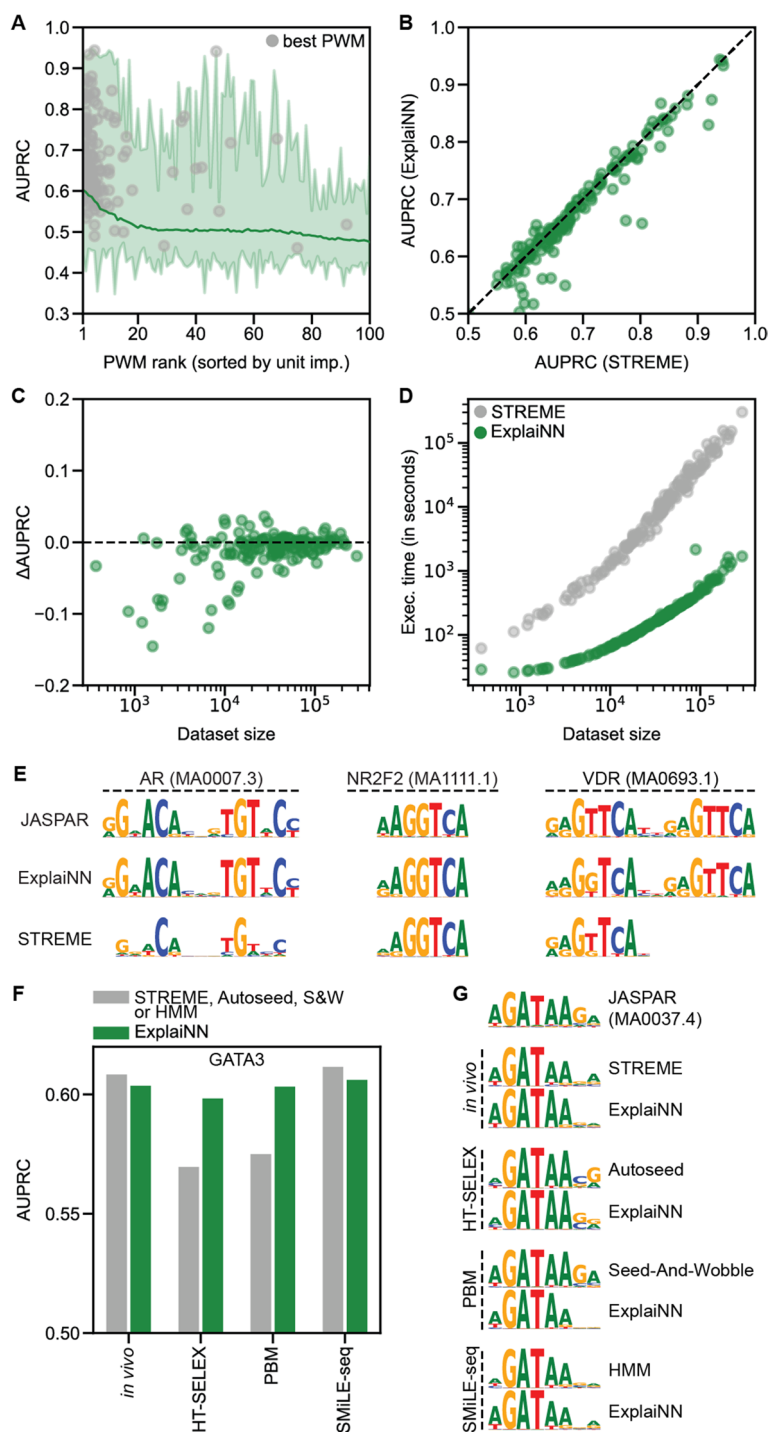 A
1.0
0.9
0.8
0.7
0.6
0.5
0.4
0.3
AUPRC
best PWM
1
20
40
60
80
100
PWM rank (sorted by unit imp.)
B
1.0
0.9
0.8
0.7
0.6
0.5
AUPRC (ExplaiNN)
0.5
0.6
0.7
0.8
0.9
1.0
AUPRC (STREME)
C
0.2
0.1
0.0
−0.1
−0.2
ΔAUPRC
10³
10⁴
10⁵
Dataset size
D
STREME
ExplaiNN
10⁵
10⁴
10³
10²
Exec. time (in seconds)
10³
10⁴
10⁵
Dataset size
E
AR (MA0007.3)
NR2F2 (MA1111.1)
VDR (MA0693.1)
JASPAR
ExplaiNN
STREME
F
STREME, Autoseed, S&W
or HMM
ExplaiNN
GATA3
0.60
0.55
0.50
AUPRC
in vivo
HT-SELEX
PBM
SMiLE-seq
G
JASPAR
(MA0037.4)
in vivo
STREME
ExplaiNN
HT-SELEX
Autoseed
ExplaiNN
PBM
Seed-And-Wobble
ExplaiNN
SMiLE-seq
HMM
ExplaiNN